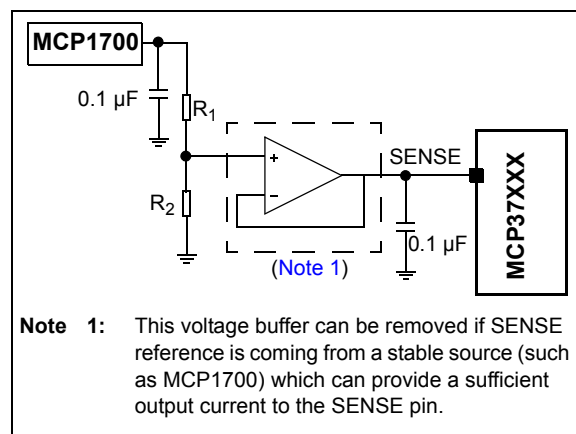 MCP1700
0.1 µF
R1
+
SENSE
−
R2
0.1 µF
MCP37XXX
(Note 1)
Note 1: This voltage buffer can be removed if SENSE
reference is coming from a stable source (such
as MCP1700) which can provide a sufficient
output current to the SENSE pin.